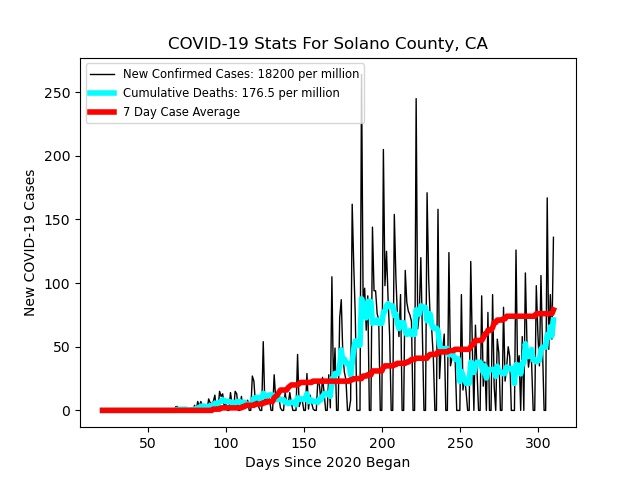 COVID-19 Stats For Solano County, CA
New Confirmed Cases: 18200 per million
Cumulative Deaths: 176.5 per million
7 Day Case Average
250
200
150
100
50
0
New COVID-19 Cases
50 100 150 200 250 300
Days Since 2020 Began